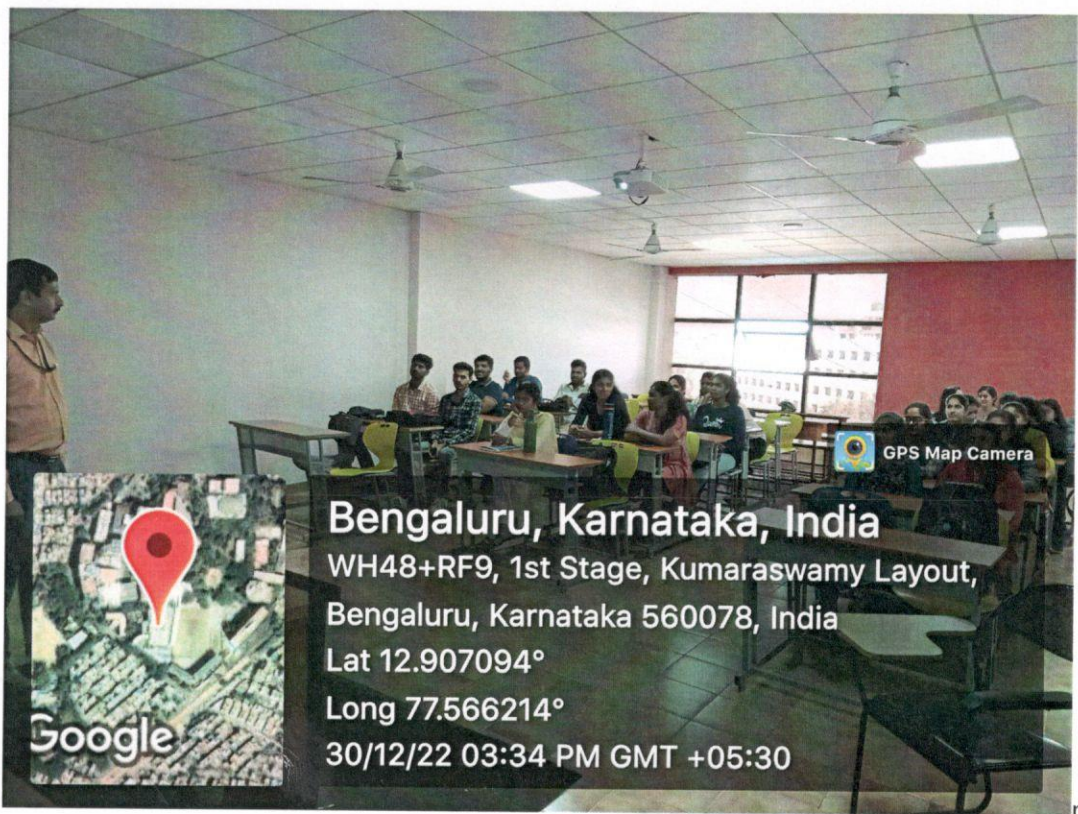 GPS Map Camera
Bengaluru, Karnataka, India
WH48+RF9, 1st Stage, Kumaraswamy Layout,
Bengaluru, Karnataka 560078, India
Lat 12.907094°
Long 77.566214°
30/12/22 03:34 PM GMT +05:30
Google